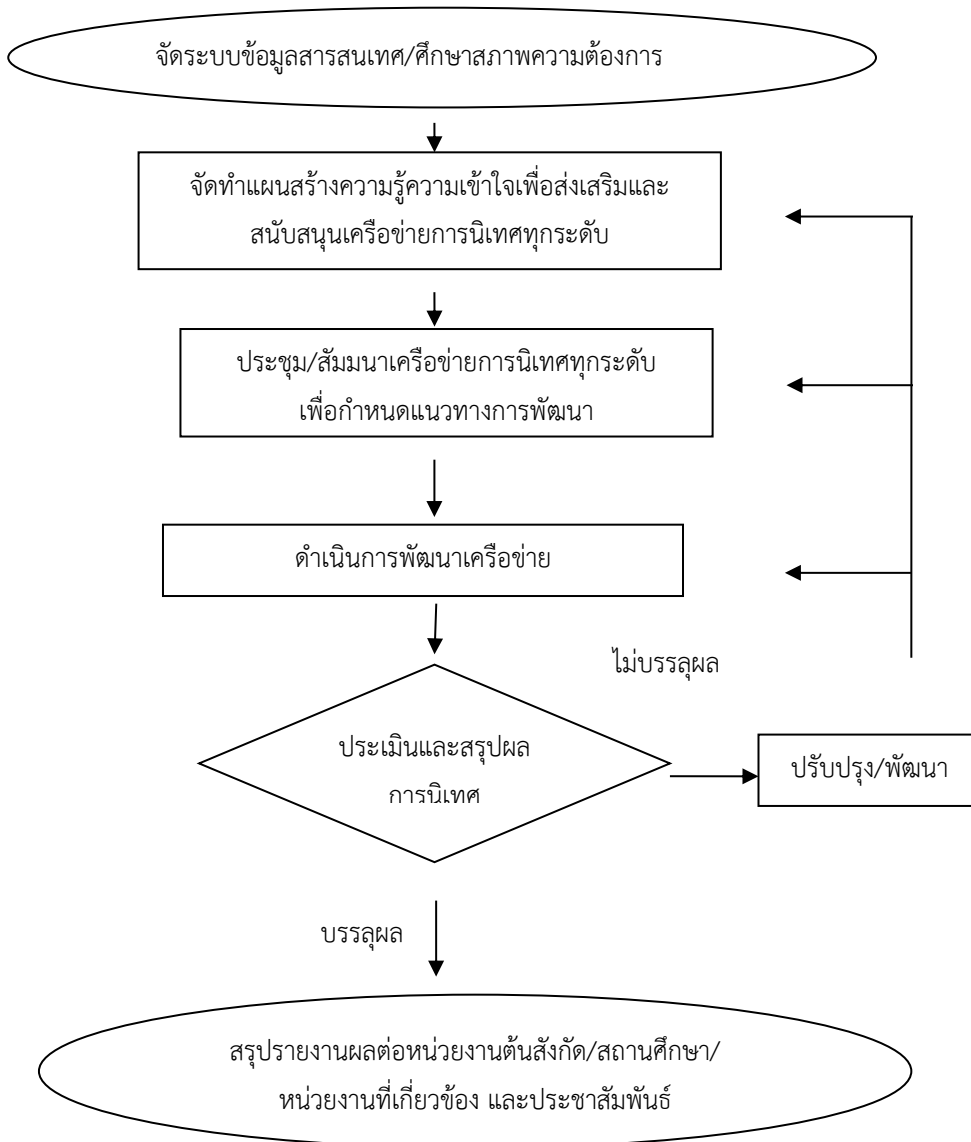 จัดระบบข้อมูลสารสนเทศ/ศึกษาสภาพความต้องการ
จัดทำแผนสร้างความรู้ความเข้าใจเพื่อส่งเสริมและ
สนับสนุนเครือข่ายการนิเทศทุกระดับ
ประชุม/สัมมนาเครือข่ายการนิเทศทุกระดับ
เพื่อกำหนดแนวทางการพัฒนา
ดำเนินการพัฒนาเครือข่าย
ไม่บรรลุผล
ประเมินและสรุปผล
การนิเทศ
ปรับปรุง/พัฒนา
บรรลุผล
สรุปรายงานผลต่อหน่วยงานต้นสังกัด/สถานศึกษา/
หน่วยงานที่เกี่ยวข้อง และประชาสัมพันธ์